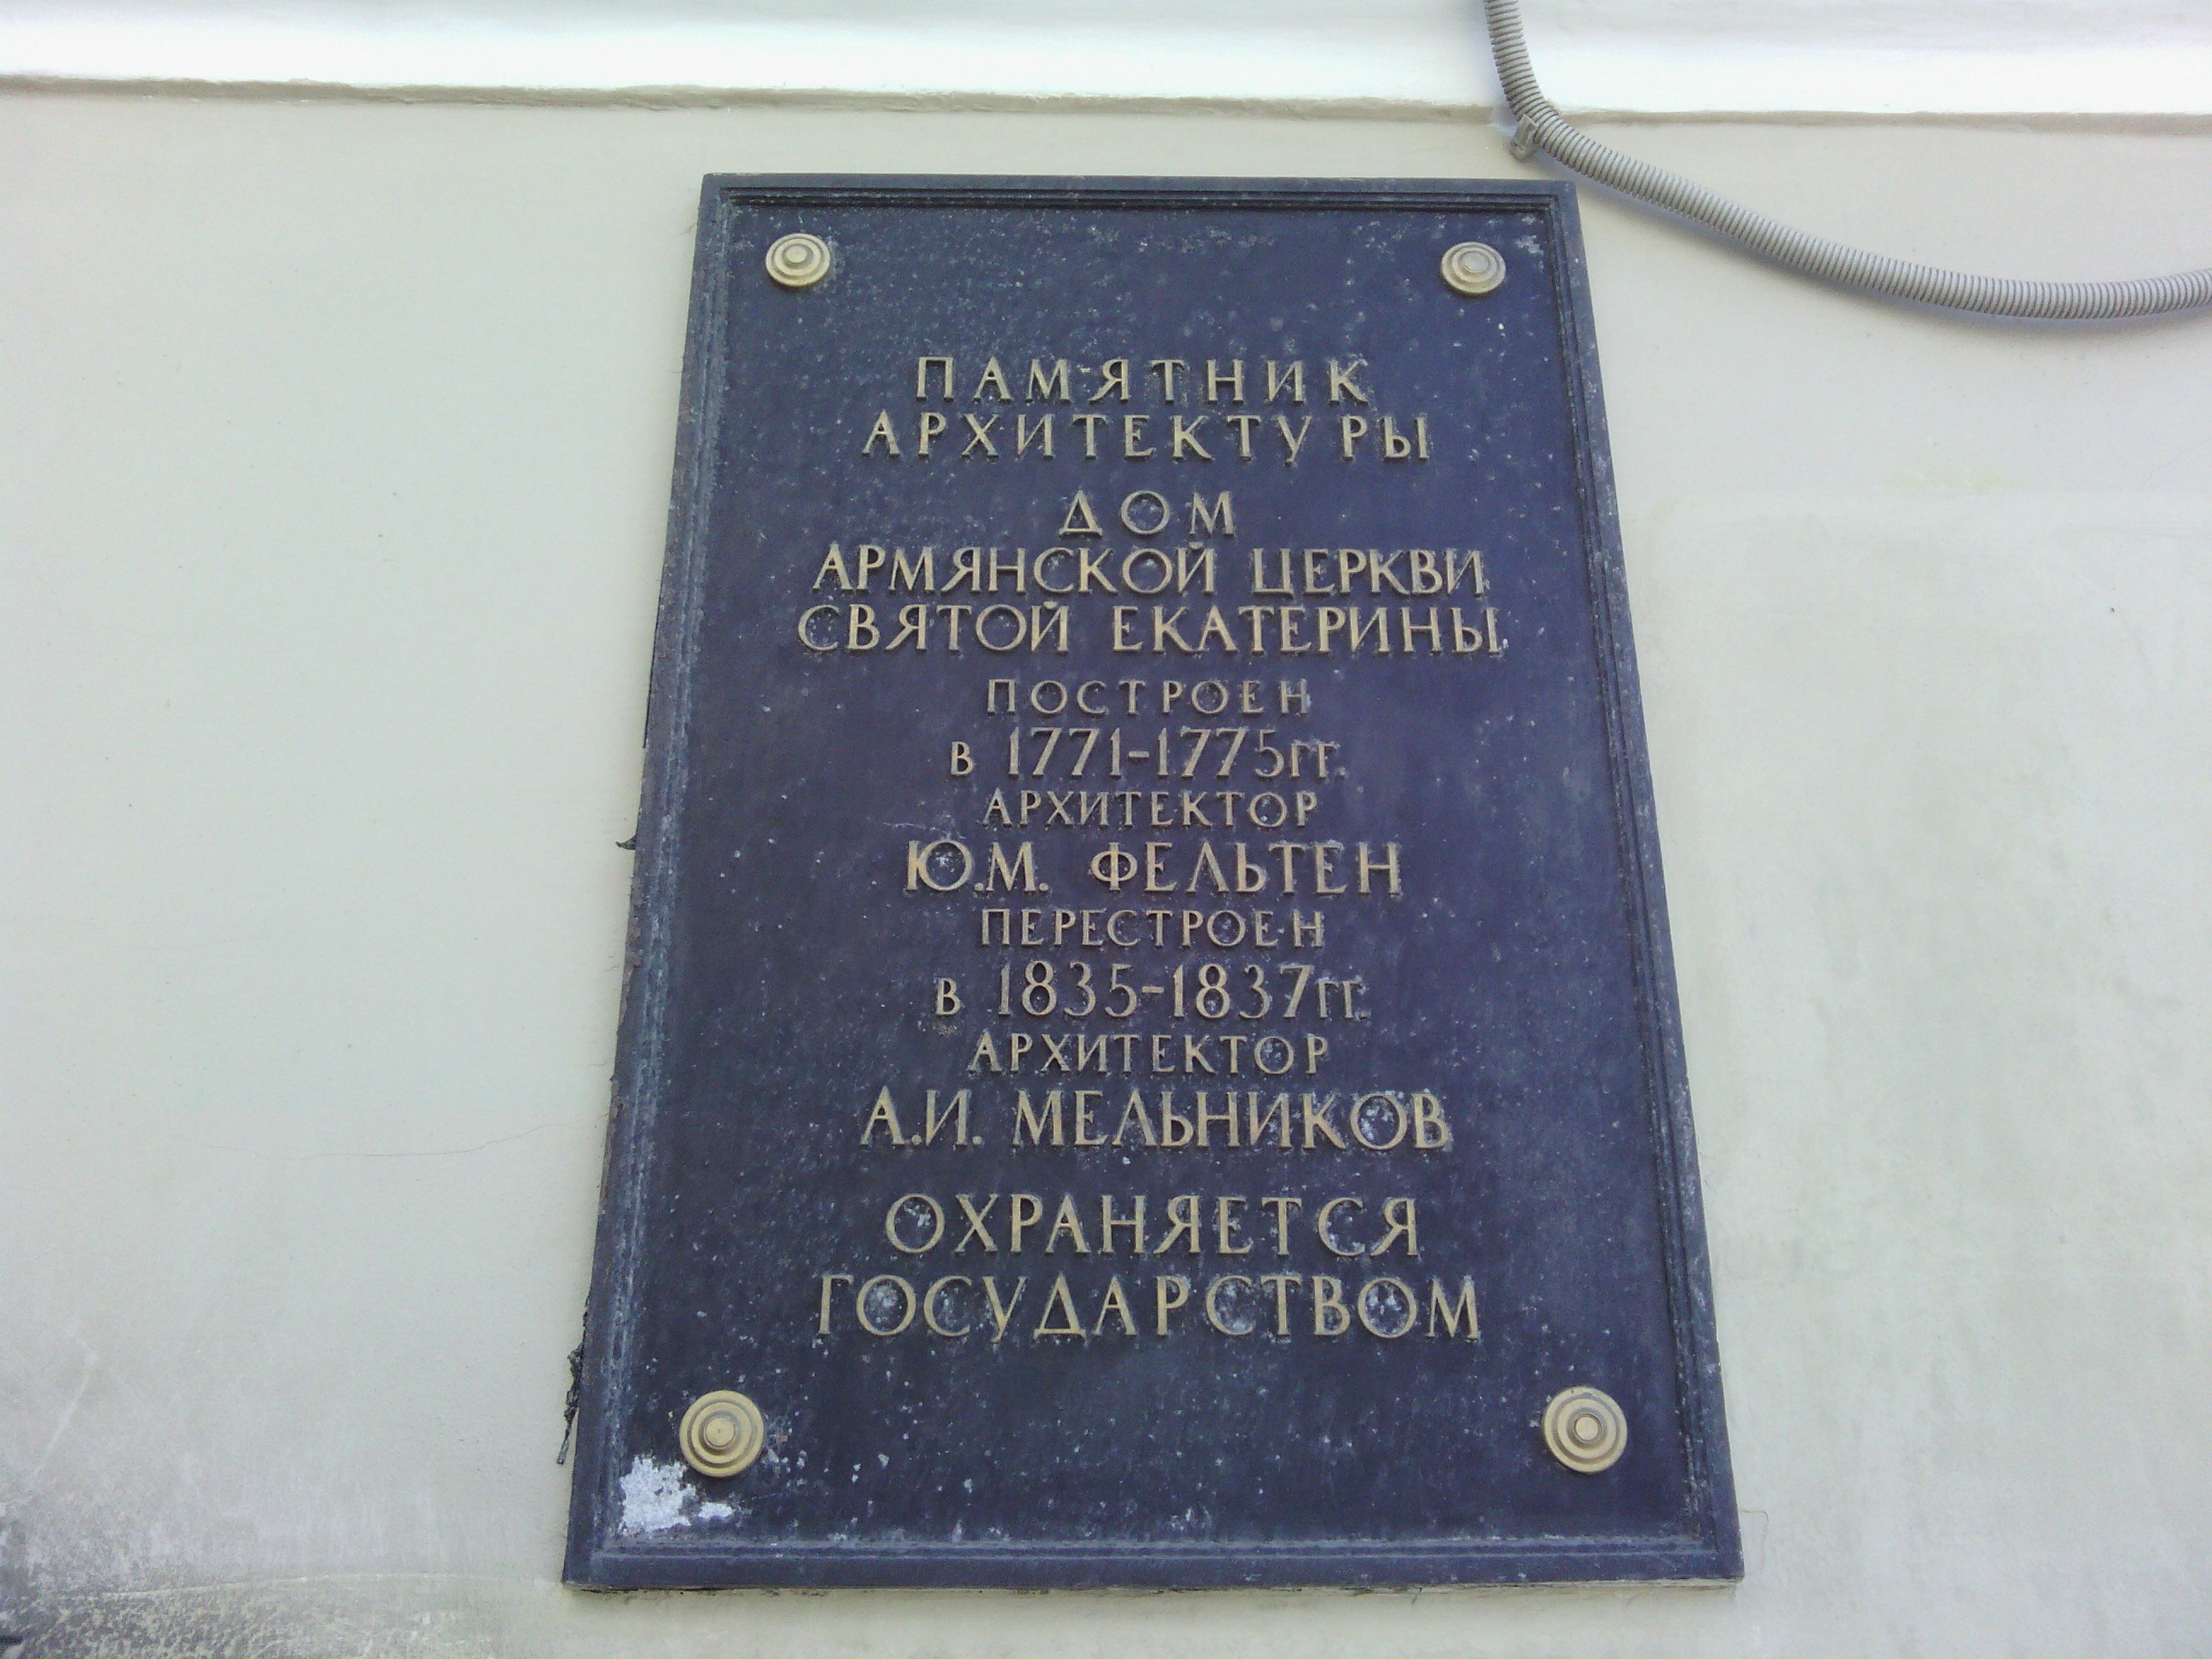 ПАМЯТНИК
АРХИТЕКТУРЫ
ДОМ
АРМЯНСКОЙ ЦЕРКВИ
СВЯТОЙ ЕКАТЕРИНЫ
ПОСТРОЕН
В 1771-1775гг.
АРХИТЕКТОР
Ю.М. ФЕЛЬТЕН
ПЕРЕСТРОЕН
В 1835-1837гг.
АРХИТЕКТОР
А.И. МЕЛЬНИКОВ
ОХРАНЯЕТСЯ
ГОСУДАРСТВОМ